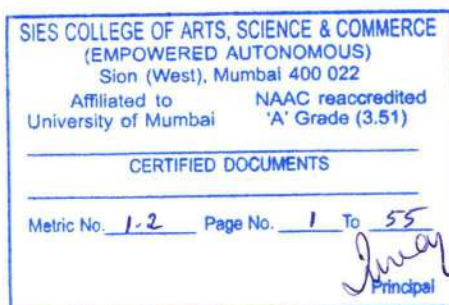 SIES COLLEGE OF ARTS, SCIENCE & COMMERCE
(EMPOWERED AUTONOMOUS)
Sion (West), Mumbai 400 022
Affiliated to NAAC reaccredited
University of Mumbai 'A' Grade (3.51)
CERTIFIED DOCUMENTS
Metric No. 1.2 Page No. 1 To 55
Principal